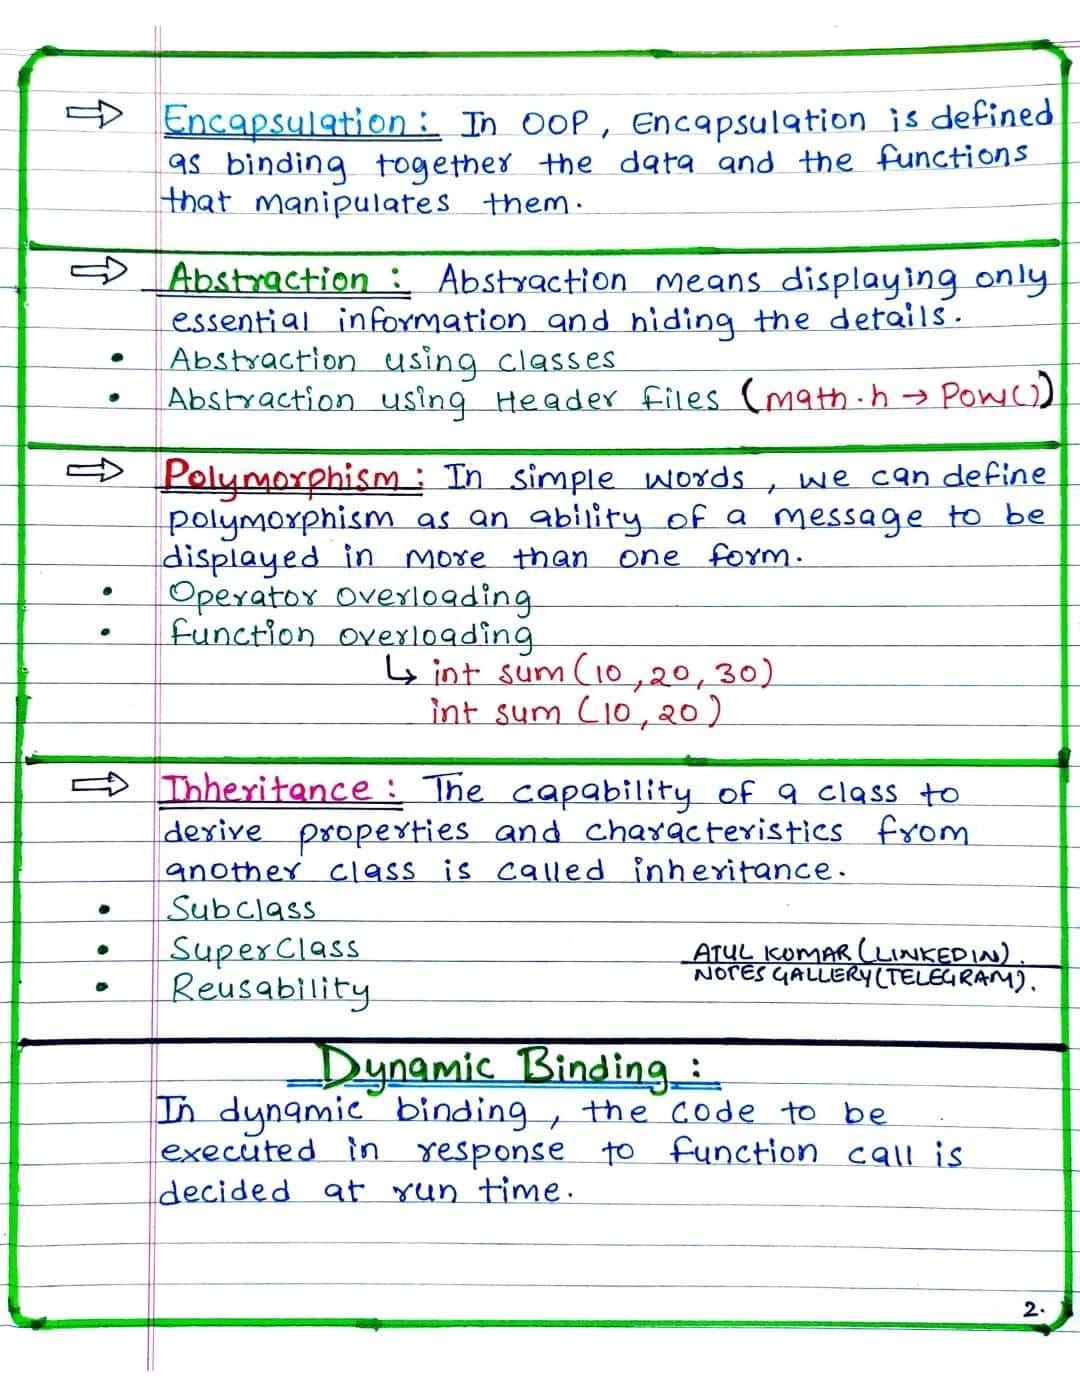 ⇒ Encapsulation : In OOP, Encapsulation is defined
as binding together the data and the functions
that manipulates them.
⇒ Abstraction : Abstraction means displaying only
essential information and hiding the details.
• Abstraction using classes
• Abstraction using Header files (math.h → Pow())
⇒ Polymorphism : In simple words, we can define
polymorphism as an ability of a message to be
displayed in more than one form.
• Operator overloading
• function overloading
↳ int sum (10, 20, 30)
int sum (10, 20)
⇒ Inheritance : The capability of a class to
derive properties and characteristics from
another class is called inheritance.
• Subclass
• SuperClass
• Reusability
ATUL KUMAR (LINKEDIN).
NOTES GALLERY (TELEGRAM).
Dynamic Binding :
In dynamic binding, the code to be
executed in response to function call is
decided at run time.
2.